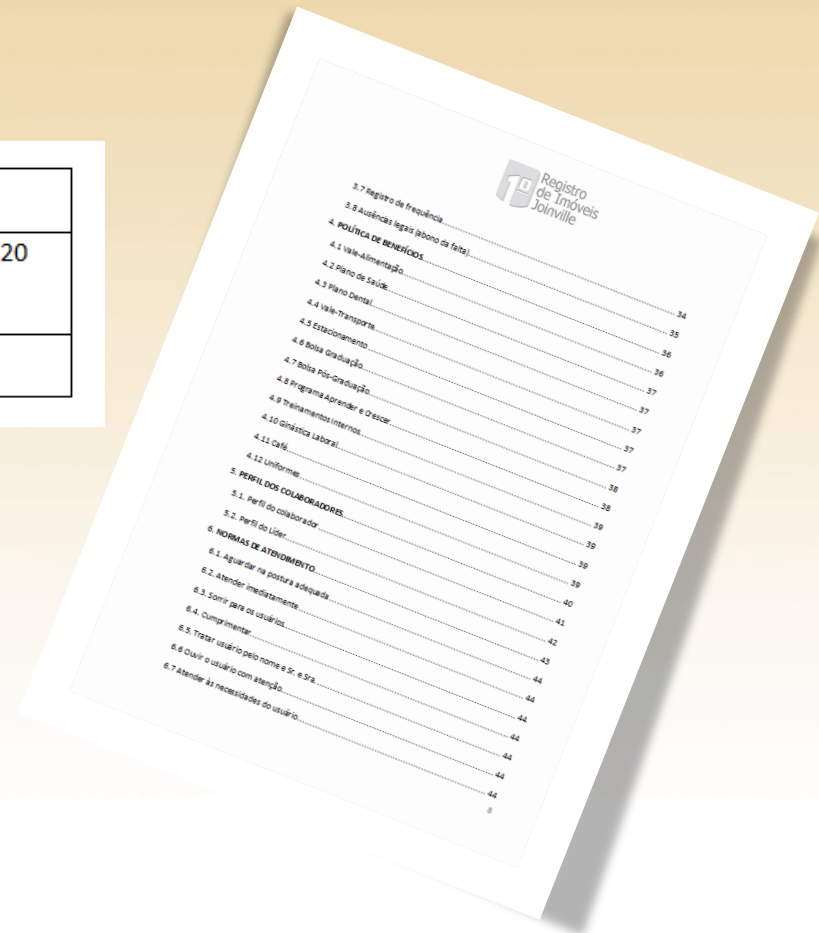 20
1º Registro
de Imóveis
Joinville
3.7 Registro de frequência........ 34
3.8 Ausências legais (abono da falta)........ 35
4. POLÍTICA DE BENEFÍCIOS........ 36
4.1 Vale-Alimentação........ 36
4.2 Plano de Saúde........ 37
4.3 Plano Dental........ 37
4.4 Vale-Transporte........ 37
4.5 Estacionamento........ 37
4.6 Bolsa Graduação........ 37
4.7 Bolsa Pós-Graduação........ 38
4.8 Programa Aprender e Crescer........ 38
4.9 Treinamentos Internos........ 39
4.10 Ginástica Laboral........ 39
4.11 Café........ 39
4.12 Uniformes........ 39
5. PERFIL DOS COLABORADORES........ 40
5.1. Perfil do colaborador........ 41
5.2. Perfil do Líder........ 42
6. NORMAS DE ATENDIMENTO........ 43
6.1. Aguardar na postura adequada........ 44
6.2. Atender imediatamente........ 44
6.3. Sorrir para os usuários........ 44
6.4. Cumprimentar........ 44
6.5. Tratar usuário pelo nome e Sr. e Sra........ 44
6.6 Ouvir o usuário com atenção........ 44
6.7 Atender às necessidades do usuário........ 44
8